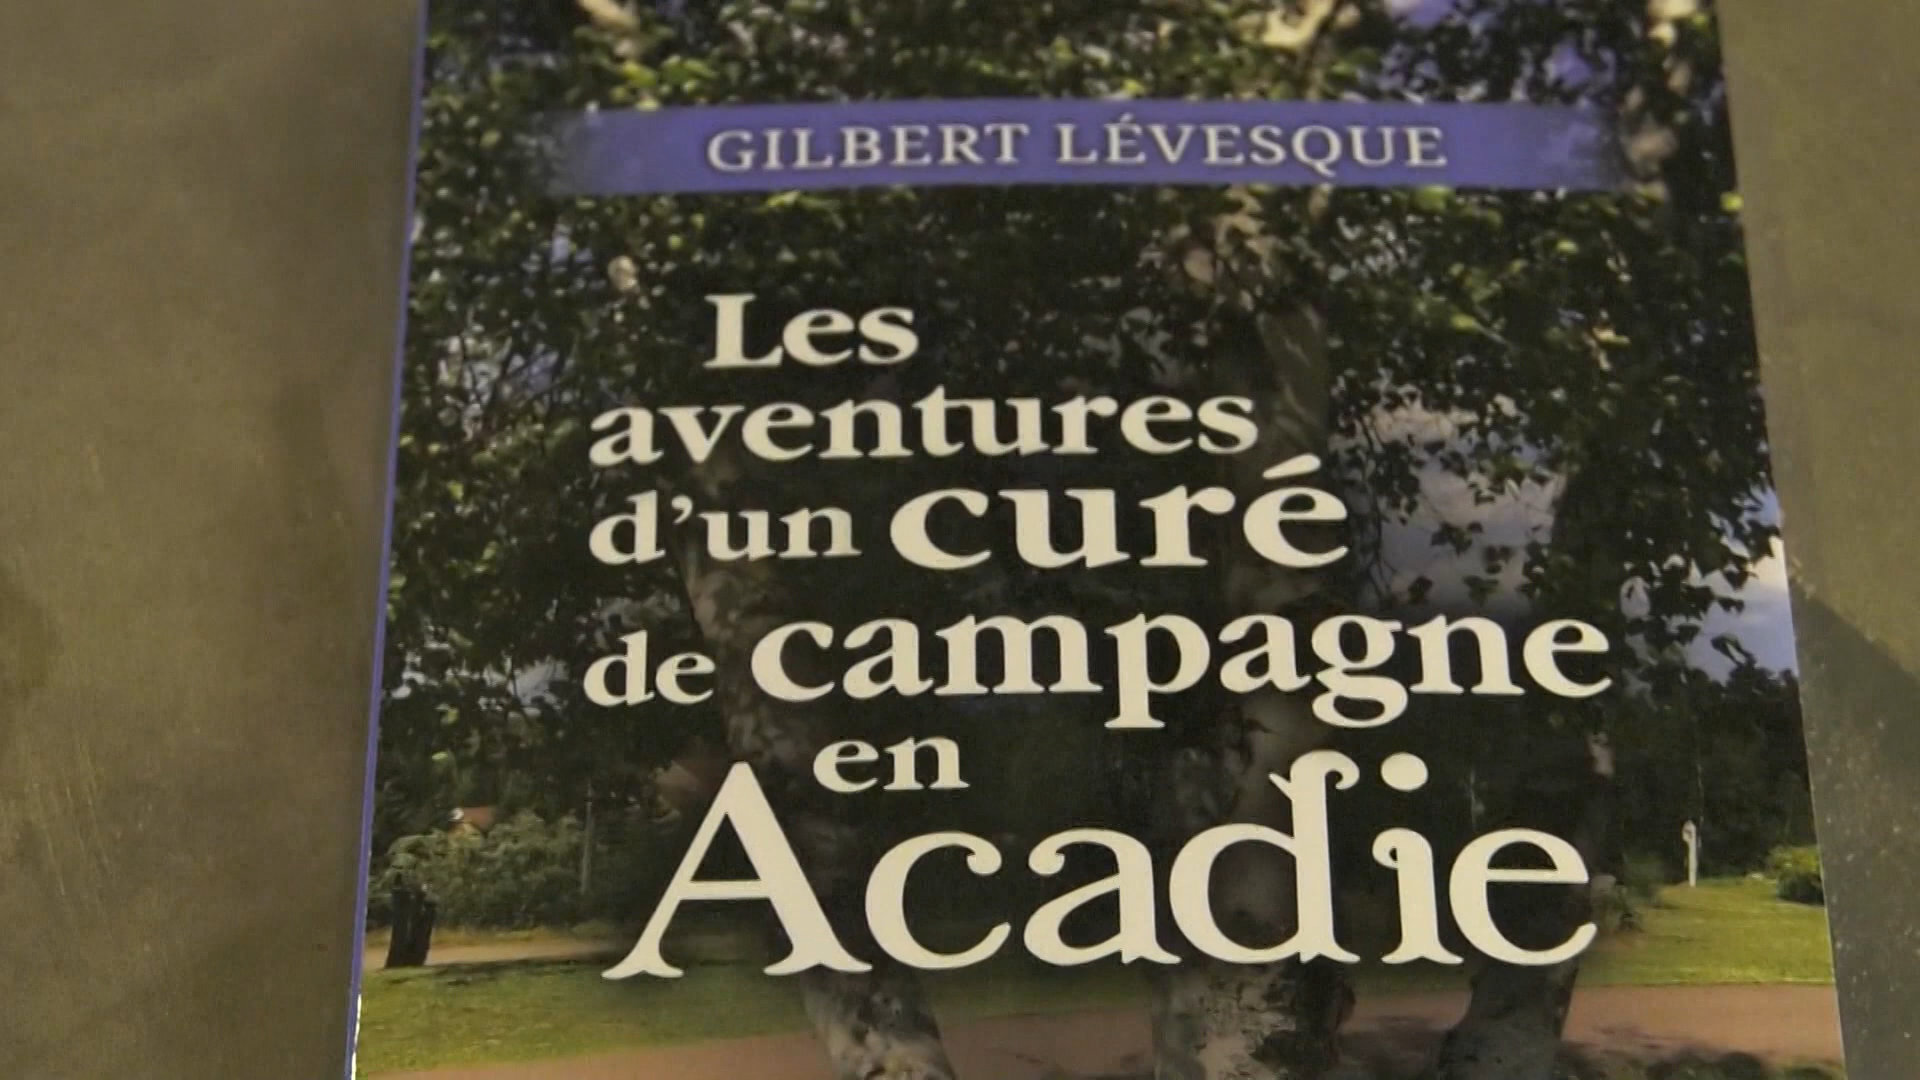 GILBERT LÉVESQUE
Les
aventures
d'un curé
de campagne
en
Acadie